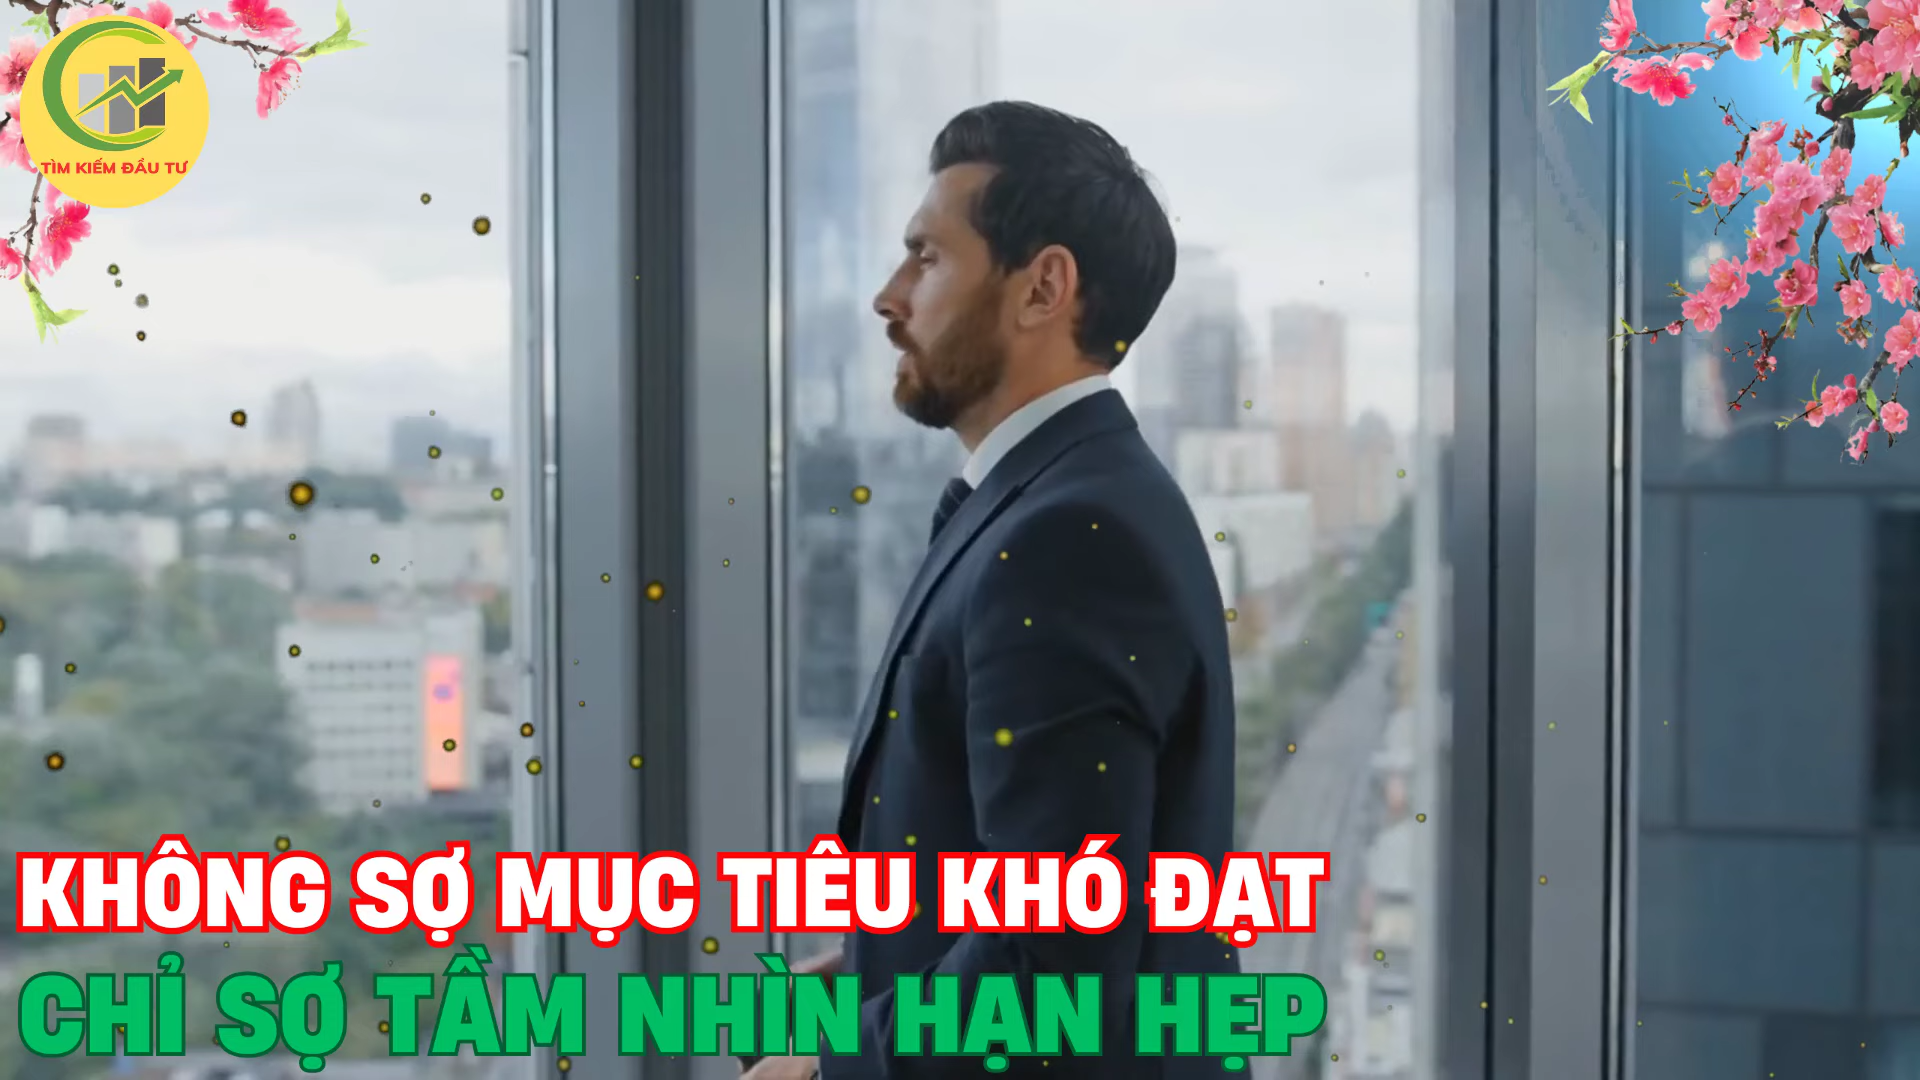 TÌM KIẾM ĐẦU TƯ
KHÔNG SỢ MỤC TIÊU KHÓ ĐẠT
CHỈ SỢ TẦM NHÌN HẠN HẸP